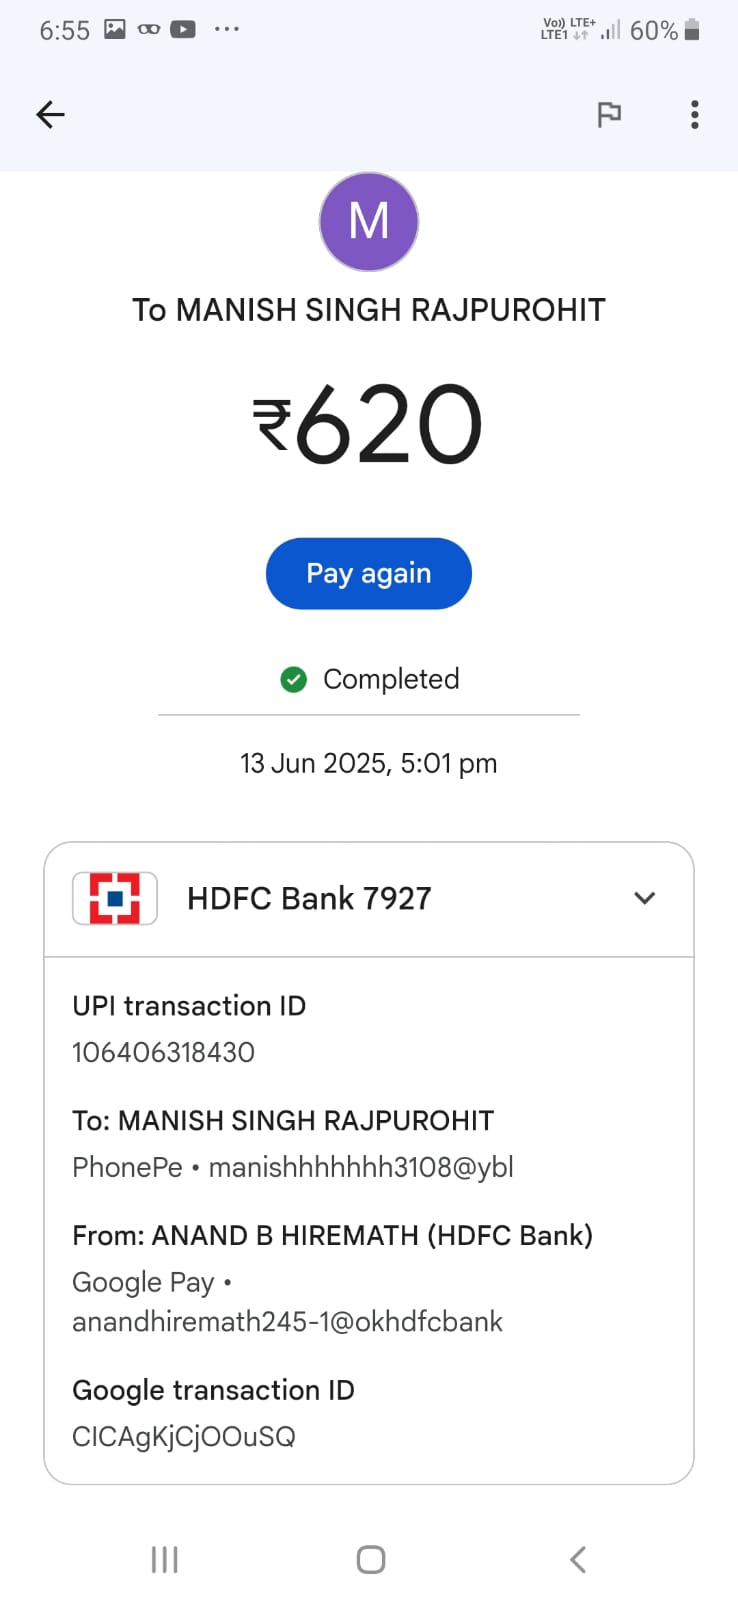 6:55
Vo)) LTE+
LTE1
60%
M
To MANISH SINGH RAJPUROHIT
₹620
Pay again
Completed
13 Jun 2025, 5:01 pm
HDFC Bank 7927
UPI transaction ID
106406318430
To: MANISH SINGH RAJPUROHIT
PhonePe • manishhhhhhh3108@ybl
From: ANAND B HIREMATH (HDFC Bank)
Google Pay •
anandhiremath245-1@okhdfcbank
Google transaction ID
CICAgKjCjOOuSQ